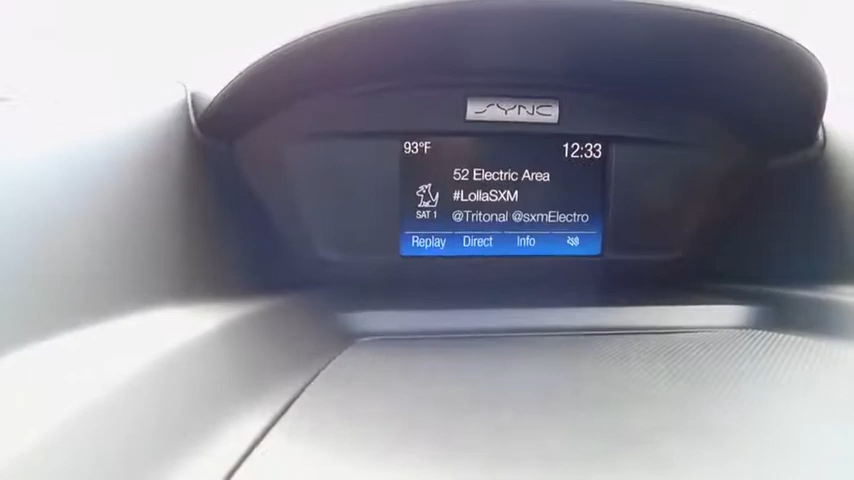 SYNC
93°F 12:33
52 Electric Area
#LollaSXM
SAT 1 @Tritonal @sxmElectro
Replay Direct Info